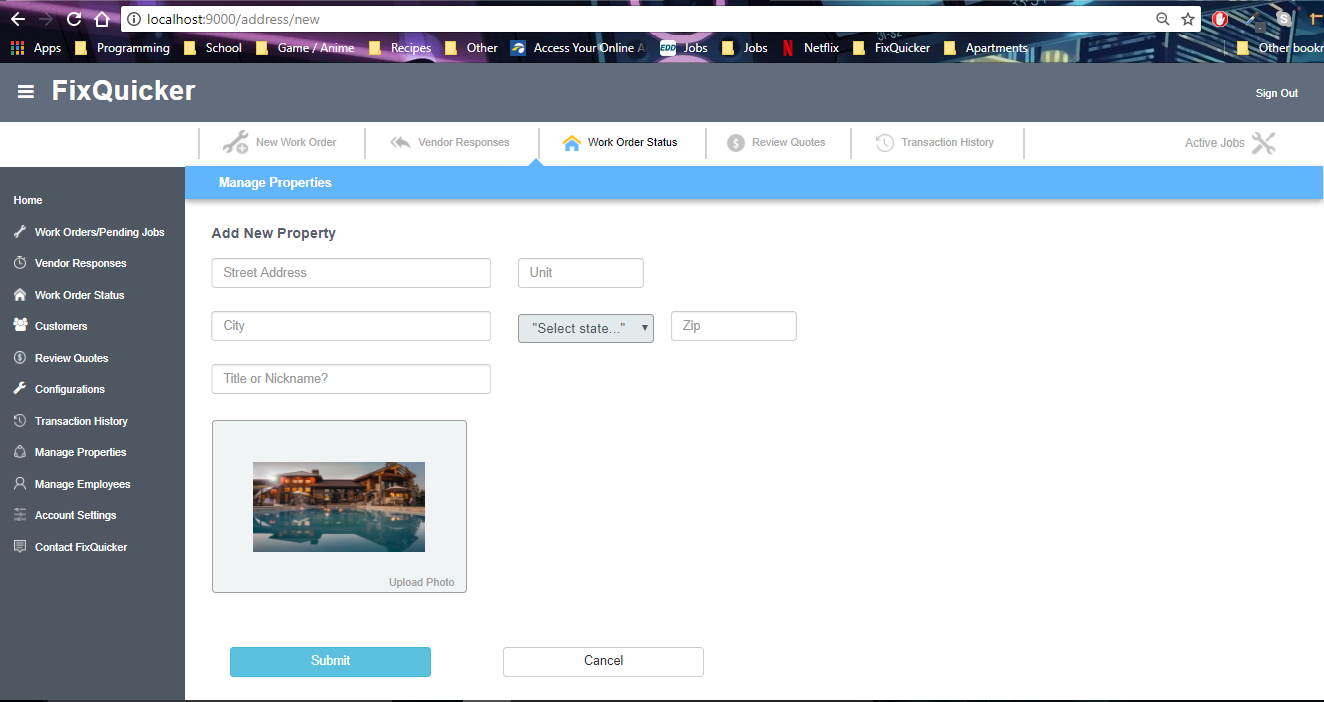 localhost:9000/address/new
Apps Programming School Game / Anime Recipes Other Access Your Online A EDD Jobs Jobs Netflix FixQuicker Apartments Other bookr
FixQuicker
Sign Out
New Work Order Vendor Responses Work Order Status Review Quotes Transaction History Active Jobs
Manage Properties
Home
Work Orders/Pending Jobs
Vendor Responses
Work Order Status
Customers
Review Quotes
Configurations
Transaction History
Manage Properties
Manage Employees
Account Settings
Contact FixQuicker
Add New Property
Street Address Unit
City "Select state..." Zip
Title or Nickname?
Upload Photo
Submit Cancel